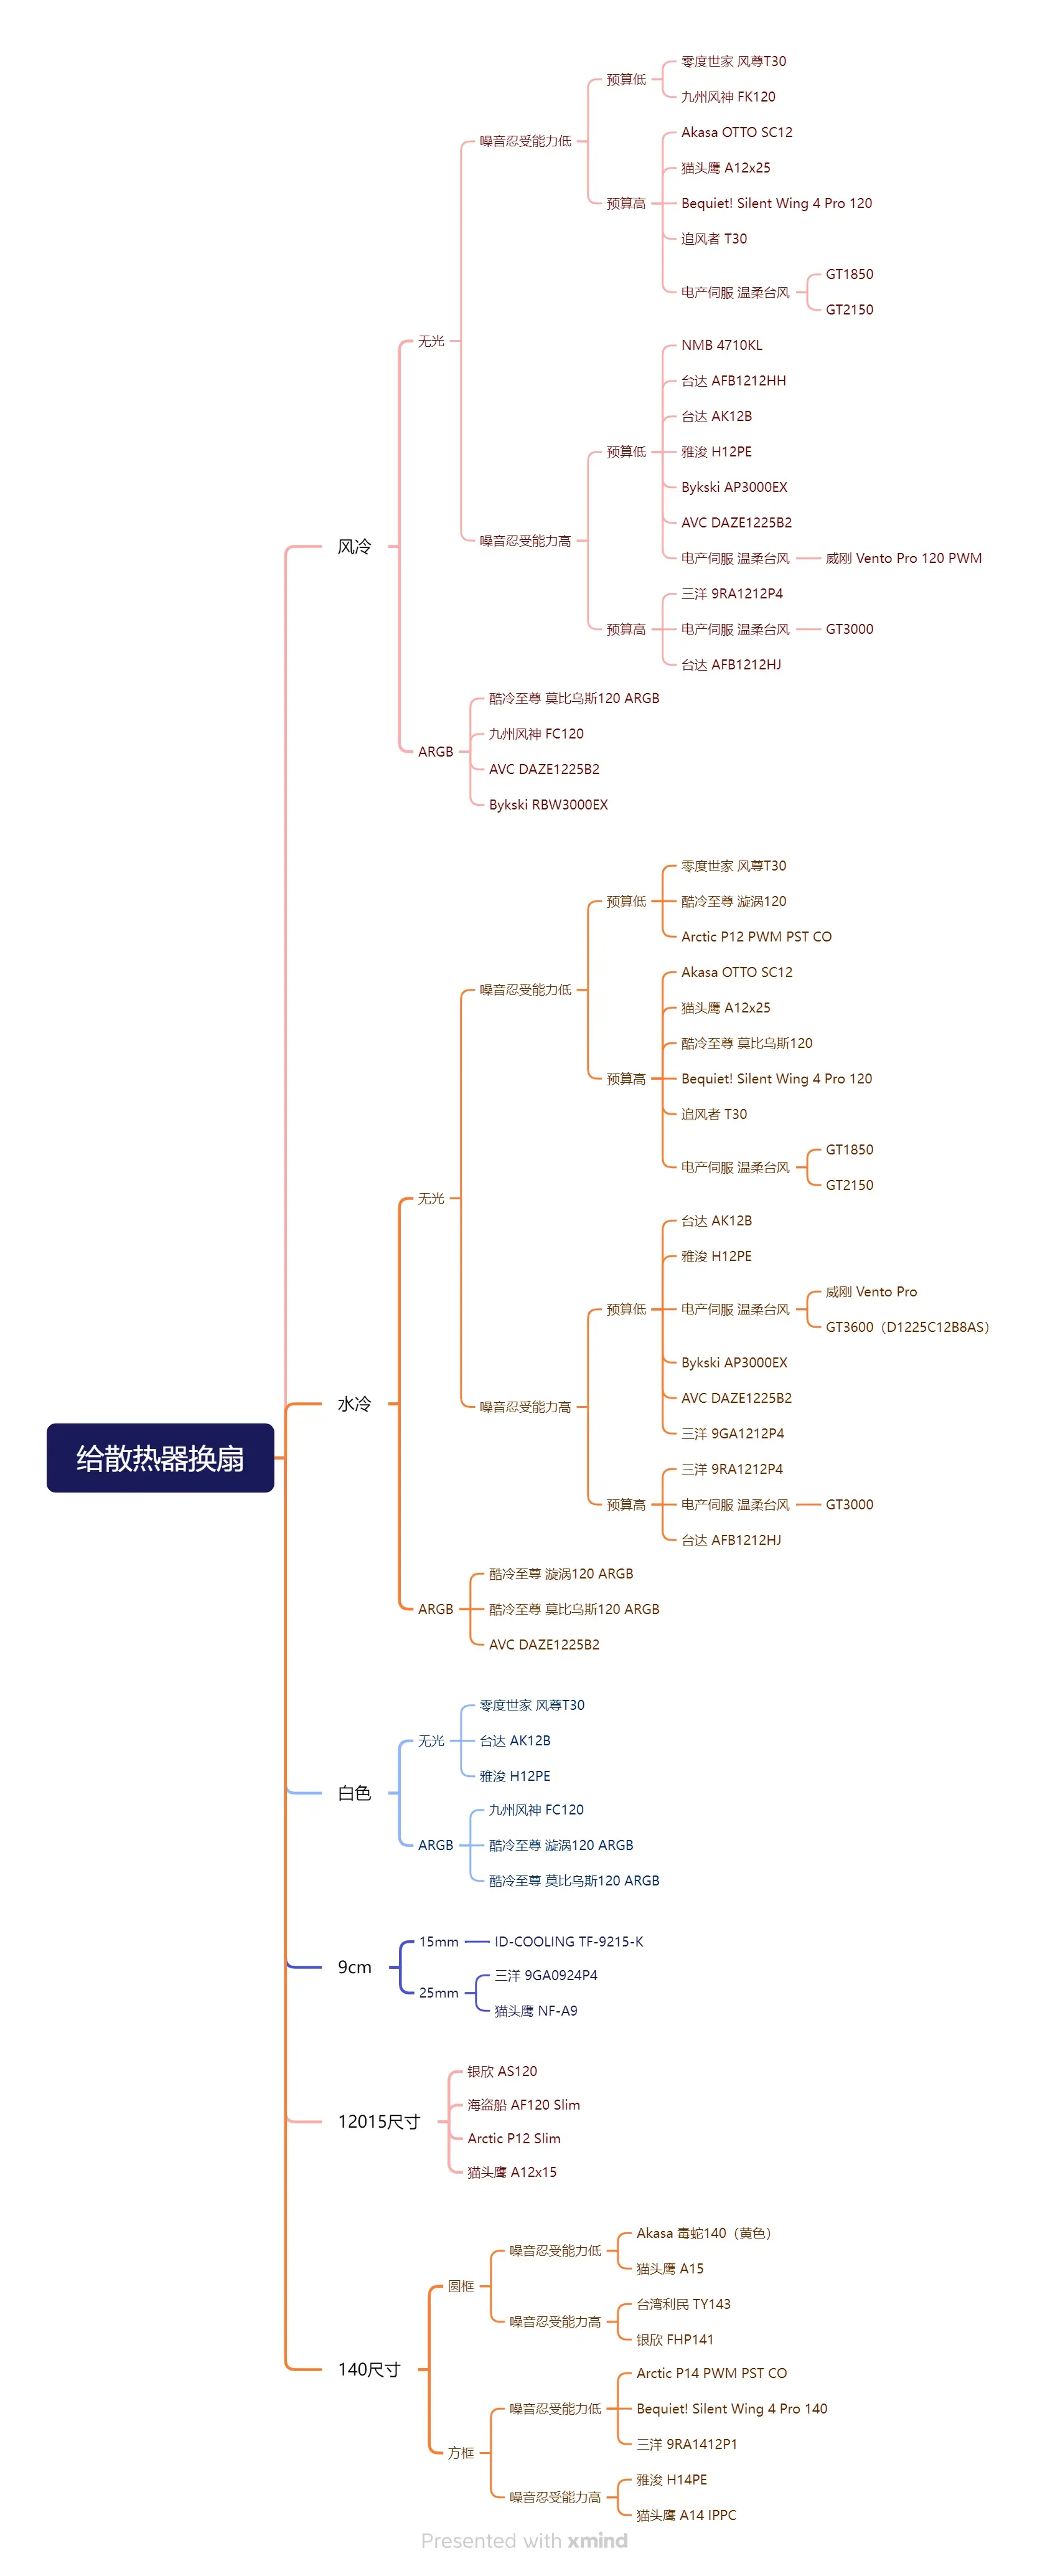 给散热器换扇
风冷
无光
噪音忍受能力低
预算低
零度世家 风尊T30
九州风神 FK120
预算高
Akasa OTTO SC12
猫头鹰 A12x25
Bequiet! Silent Wing 4 Pro 120
追风者 T30
电产伺服 温柔台风
GT1850
GT2150
噪音忍受能力高
预算低
NMB 4710KL
台达 AFB1212HH
台达 AK12B
雅浚 H12PE
Bykski AP3000EX
AVC DAZE1225B2
电产伺服 温柔台风
威刚 Vento Pro 120 PWM
预算高
三洋 9RA1212P4
电产伺服 温柔台风
GT3000
台达 AFB1212HJ
ARGB
酷冷至尊 莫比乌斯120 ARGB
九州风神 FC120
AVC DAZE1225B2
Bykski RBW3000EX
水冷
无光
噪音忍受能力低
预算低
零度世家 风尊T30
酷冷至尊 漩涡120
Arctic P12 PWM PST CO
预算高
Akasa OTTO SC12
猫头鹰 A12x25
酷冷至尊 莫比乌斯120
Bequiet! Silent Wing 4 Pro 120
追风者 T30
电产伺服 温柔台风
GT1850
GT2150
噪音忍受能力高
预算低
台达 AK12B
雅浚 H12PE
电产伺服 温柔台风
威刚 Vento Pro
GT3600（D1225C12B8AS）
Bykski AP3000EX
AVC DAZE1225B2
三洋 9GA1212P4
预算高
三洋 9RA1212P4
电产伺服 温柔台风
GT3000
台达 AFB1212HJ
ARGB
酷冷至尊 漩涡120 ARGB
酷冷至尊 莫比乌斯120 ARGB
AVC DAZE1225B2
白色
无光
零度世家 风尊T30
台达 AK12B
雅浚 H12PE
ARGB
九州风神 FC120
酷冷至尊 漩涡120 ARGB
酷冷至尊 莫比乌斯120 ARGB
9cm
15mm
ID-COOLING TF-9215-K
25mm
三洋 9GA0924P4
猫头鹰 NF-A9
12015尺寸
银欣 AS120
海盗船 AF120 Slim
Arctic P12 Slim
猫头鹰 A12x15
140尺寸
圆框
噪音忍受能力低
Akasa 毒蛇140（黄色）
猫头鹰 A15
噪音忍受能力高
台湾利民 TY143
银欣 FHP141
方框
噪音忍受能力低
Arctic P14 PWM PST CO
Bequiet! Silent Wing 4 Pro 140
三洋 9RA1412P1
噪音忍受能力高
雅浚 H14PE
猫头鹰 A14 IPPC
Presented with xmind